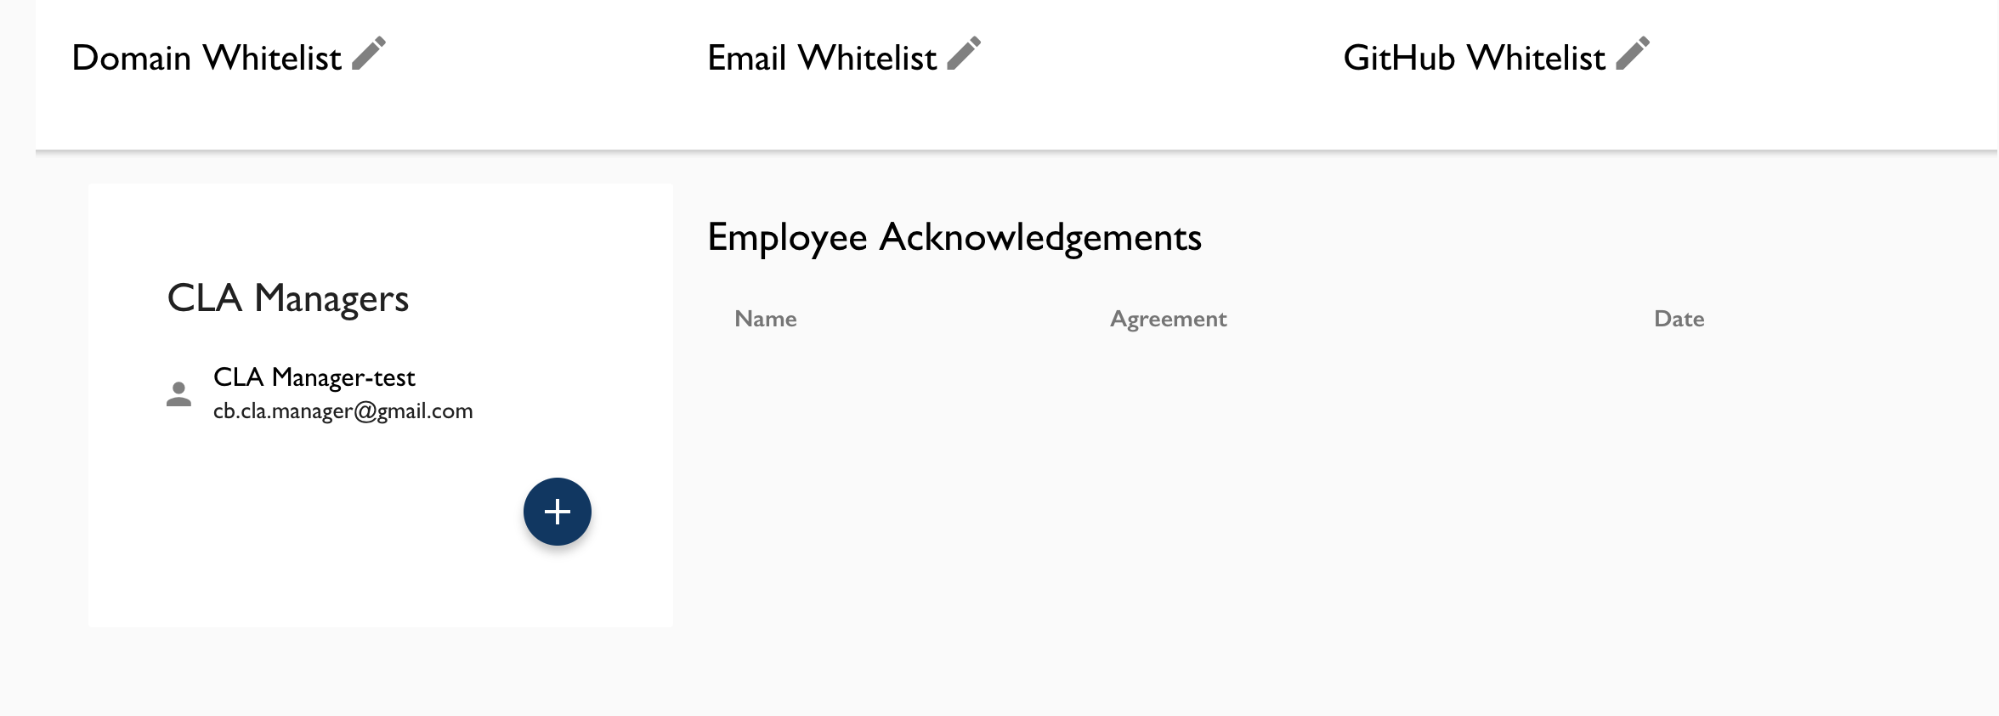 Domain Whitelist
Email Whitelist
GitHub Whitelist
CLA Managers
CLA Manager-test
cb.cla.manager@gmail.com
Employee Acknowledgements
Name
Agreement
Date